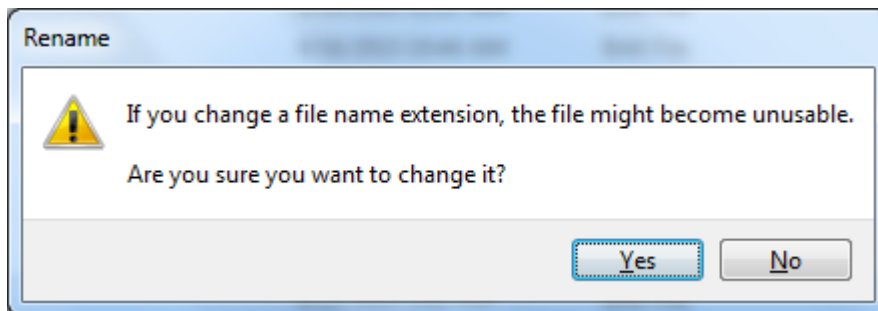 Rename
If you change a file name extension, the file might become unusable.
Are you sure you want to change it?
Yes
No